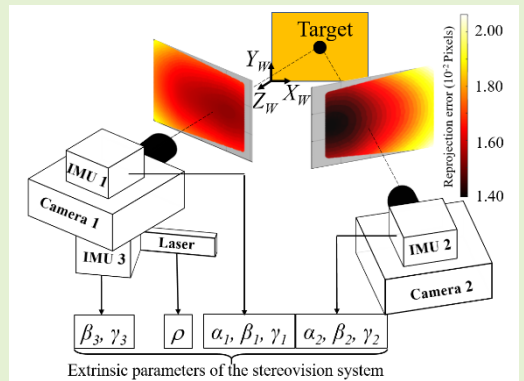 Target
Y_W
Z_W
X_W
Reprojection error (10⁻² Pixels)
2.00
1.80
1.60
1.40
IMU 1
Camera 1
IMU 3
Laser
IMU 2
Camera 2
β₃, γ₃
ρ
α₁, β₁, γ₁
α₂, β₂, γ₂
Extrinsic parameters of the stereovision system